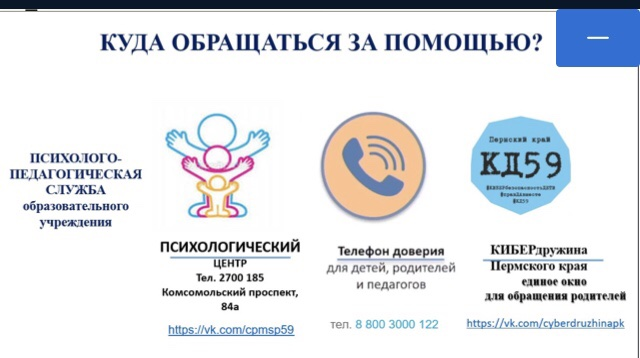 КУДА ОБРАЩАТЬСЯ ЗА ПОМОЩЬЮ?
ПСИХОЛОГО-
ПЕДАГОГИЧЕСКАЯ
СЛУЖБА
образовательного
учреждения
ПСИХОЛОГИЧЕСКИЙ
ЦЕНТР
Тел. 2700 185
Комсомольский проспект,
84а
https://vk.com/cpmsp59
Телефон доверия
для детей, родителей
и педагогов
тел. 8 800 3000 122
Пермский край
КД59
#КИБЕРбезопасностьДЕТЯМ
#КД59
КИБЕРдружина
Пермского края
единое окно
для обращения родителей
https://vk.com/cyberdruzhinapk